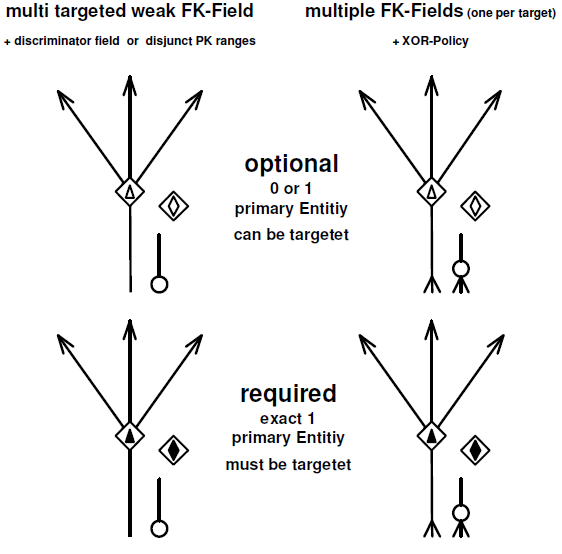 multi targeted weak FK-Field
+ discriminator field or disjunct PK ranges
multiple FK-Fields (one per target)
+ XOR-Policy
optional
0 or 1
primary Entitiy
can be targetet
required
exact 1
primary Entitiy
must be targetet